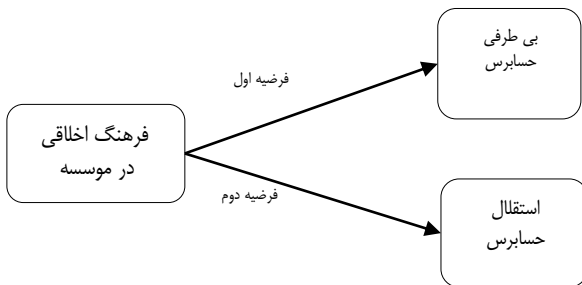 بی طرفی
حسابرس
فرضیه اول
فرهنگ اخلاقی
در موسسه
فرضیه دوم
استقلال
حسابرس